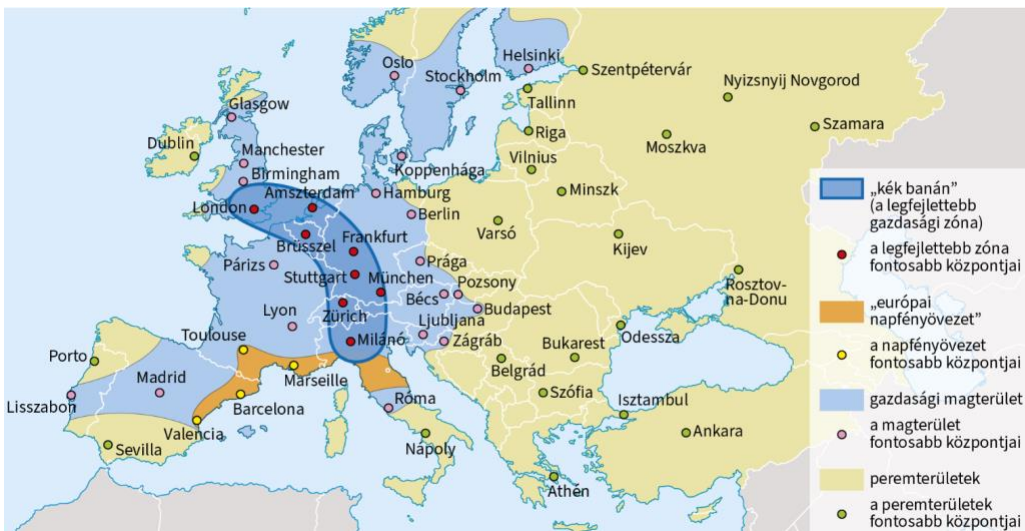 Oslo
Helsinki
Stockholm
Szentpétervár
Nyizsnyij Novgorod
Tallinn
Glasgow
Szamara
Riga
Moszkva
Dublin
Manchester
Koppenhága
Vilnius
Birmingham
Minszk
Amszterdam
Hamburg
London
Berlin
Varsó
Brüsszel
Frankfurt
Kijev
Párizs
Prága
Stuttgart
München
Pozsony
Rosztov-
na-Donu
Bécs
Lyon
Zürich
Budapest
Ljubljana
Toulouse
Milánó
Zágráb
Bukarest
Odessza
Porto
Belgrád
Madrid
Marseille
Szófia
Isztambul
Lisszabon
Barcelona
Róma
Valencia
Ankara
Sevilla
Nápoly
Athén
„kék banán”
(a legfejlettebb
gazdasági zóna)
a legfejlettebb zóna
fontosabb központjai
„európai
napfényövezet”
a napfényövezet
fontosabb központjai
gazdasági magterület
a magterület
fontosabb központjai
peremterületek
a peremterületek
fontosabb központjai